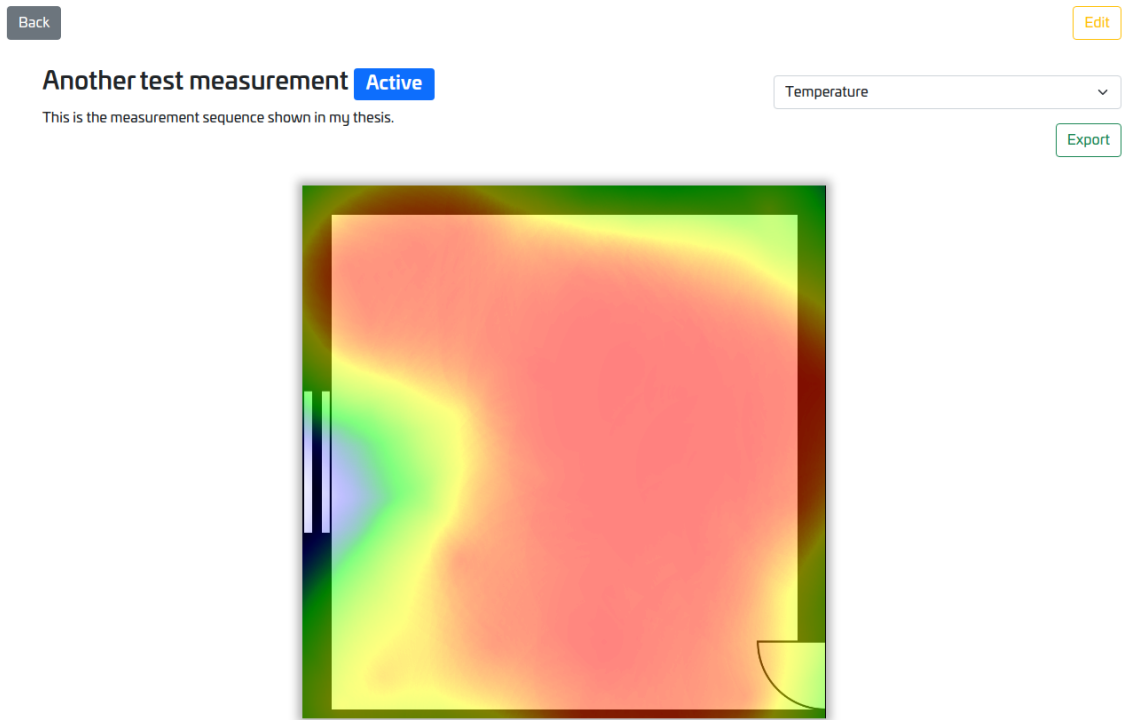 Back
Edit
Another test measurement Active
Temperature
This is the measurement sequence shown in my thesis.
Export